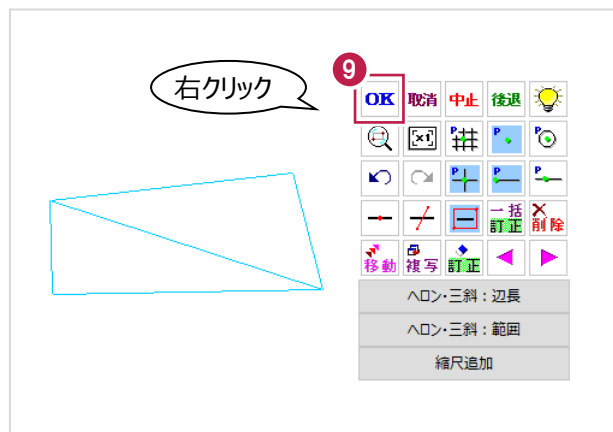 右クリック
9
OK 取消 中止 後退
[×1] P P P
P P P
一括訂正 削除
移動 複写 訂正
ヘロン・三斜：辺長
ヘロン・三斜：範囲
縮尺追加